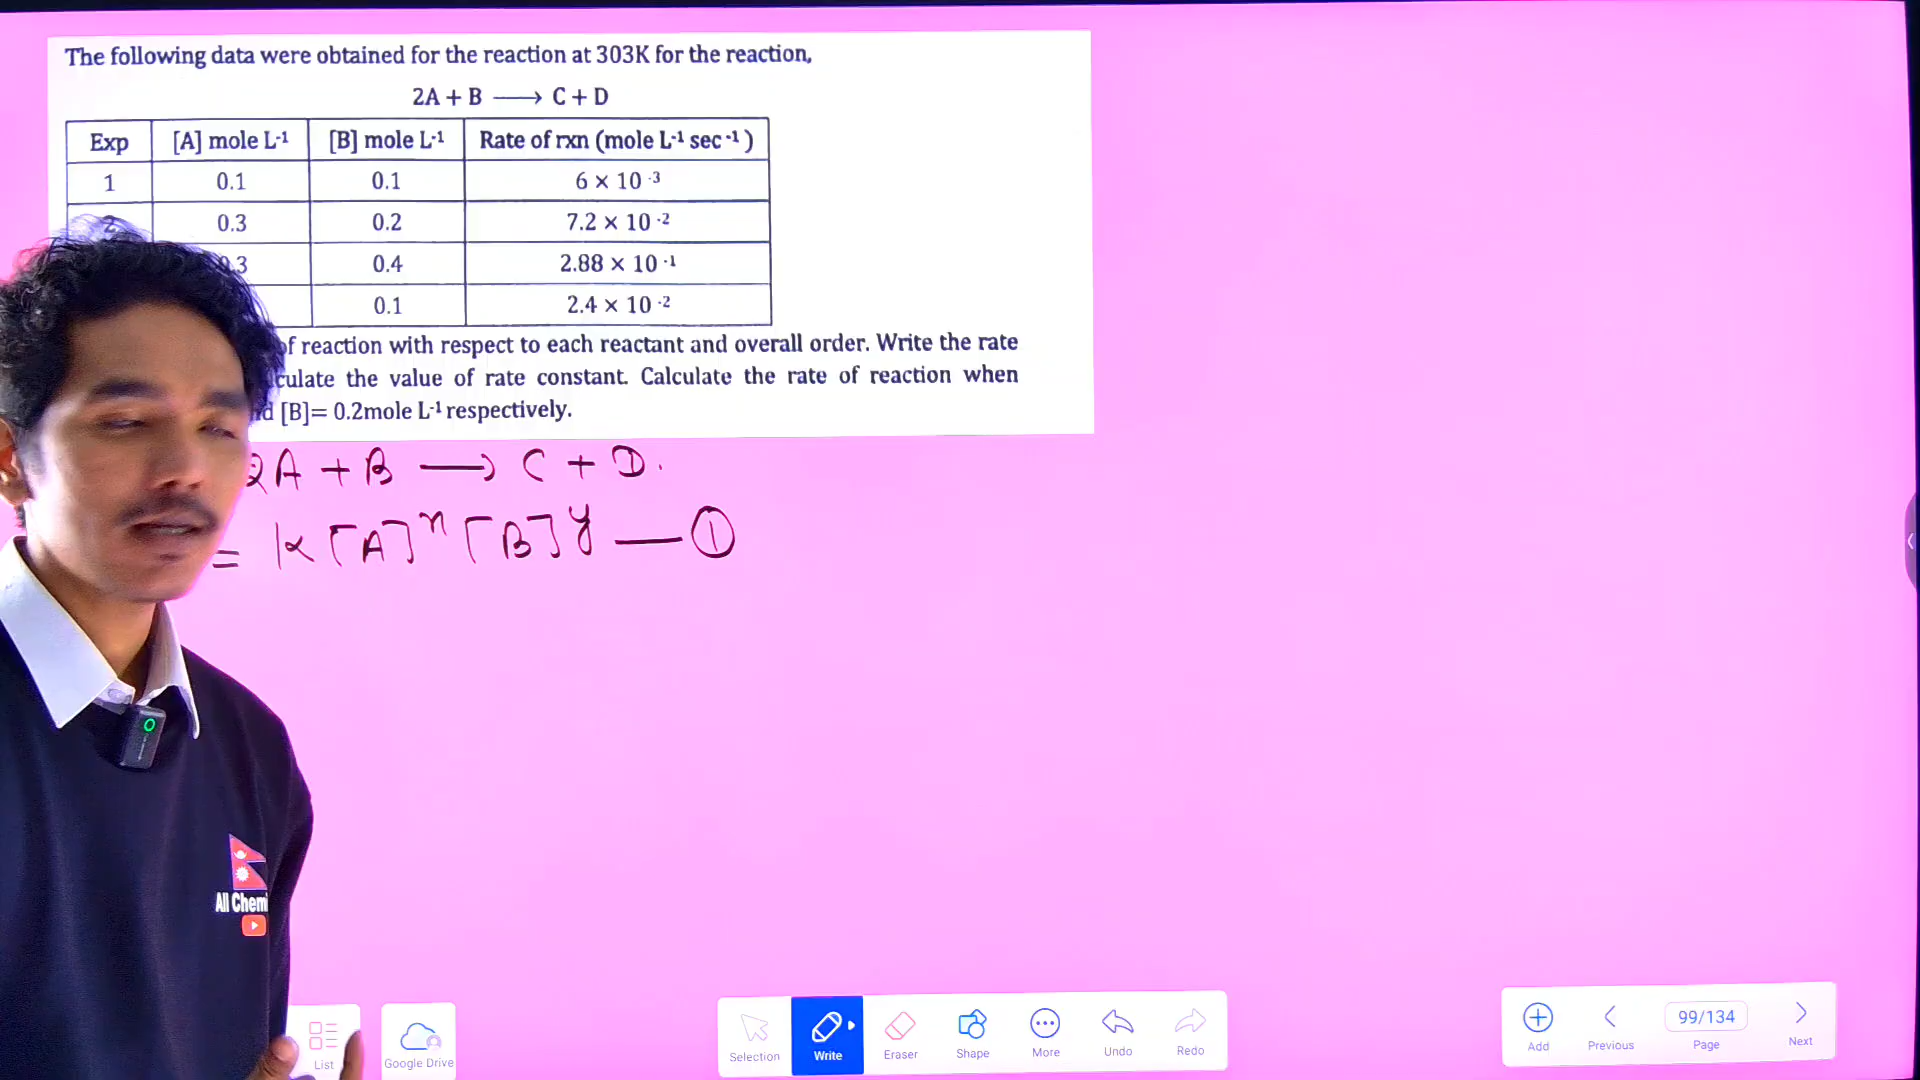 The following data were obtained for the reaction at 303K for the reaction,
2A + B ⟶ C + D
Exp [A] mole L⁻¹ [B] mole L⁻¹ Rate of rxn (mole L⁻¹ sec⁻¹)
1 0.1 0.1 6 × 10⁻³
2 0.3 0.2 7.2 × 10⁻²
0.3 0.4 2.88 × 10⁻¹
0.1 2.4 × 10⁻²
of reaction with respect to each reactant and overall order. Write the rate
the value of rate constant. Calculate the rate of reaction when
[B]= 0.2mole L⁻¹ respectively.
2A + B ⟶ C + D.
= K [A]ˣ [B]ʸ — ①
All Chem
List
Google Drive
Selection
Write
Eraser
Shape
More
Undo
Redo
Add
Previous
99/134
Page
Next